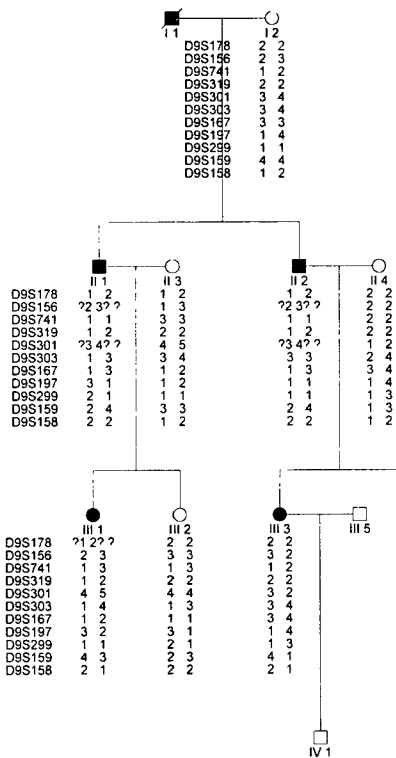 I 1 I 2
D9S178 2 2
D9S156 2 3
D9S741 1 2
D9S319 2 2
D9S301 3 4
D9S303 3 4
D9S167 3 3
D9S197 1 4
D9S299 1 1
D9S159 4 4
D9S158 1 2
II 1 II 3 II 2 II 4
D9S178 1 2 1 2 1 2 2 2
D9S156 ?2 3? ? 1 3 ?2 3? ? 2 2
D9S741 1 1 3 3 1 1 2 2
D9S319 1 2 2 2 1 2 2 2
D9S301 ?3 4? ? 4 5 ?3 4? ? 1 2
D9S303 1 3 3 4 3 3 2 4
D9S167 1 3 1 2 1 3 3 4
D9S197 3 1 1 2 1 1 1 4
D9S299 2 1 1 1 1 1 1 3
D9S159 2 4 3 3 2 4 1 3
D9S158 2 2 1 2 2 2 1 2
III 1 III 2 III 3 III 5
D9S178 ?1 2? ? 2 2 2 2
D9S156 2 3 3 3 3 2
D9S741 1 3 1 3 1 2
D9S319 1 2 2 2 2 2
D9S301 4 5 4 4 3 2
D9S303 1 4 1 3 3 4
D9S167 1 2 1 1 3 4
D9S197 3 2 3 1 1 4
D9S299 1 1 2 1 1 3
D9S159 4 3 2 3 4 1
D9S158 2 1 2 2 2 1
IV 1